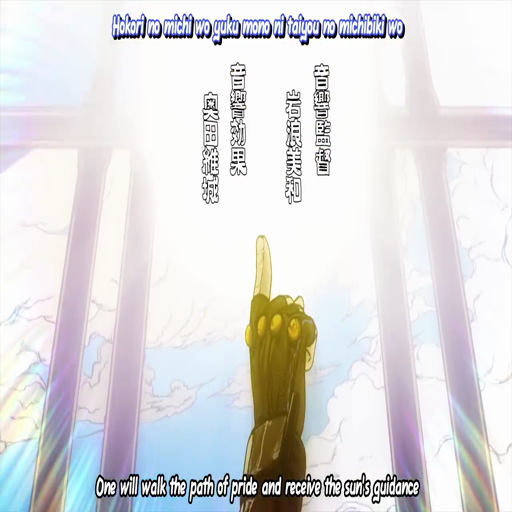 Hokori no michi wo yuku mono ni taiyou no michibiki wo
音響監督
岩浪美和
音響効果
奥田維城
One will walk the path of pride and receive the sun's guidance